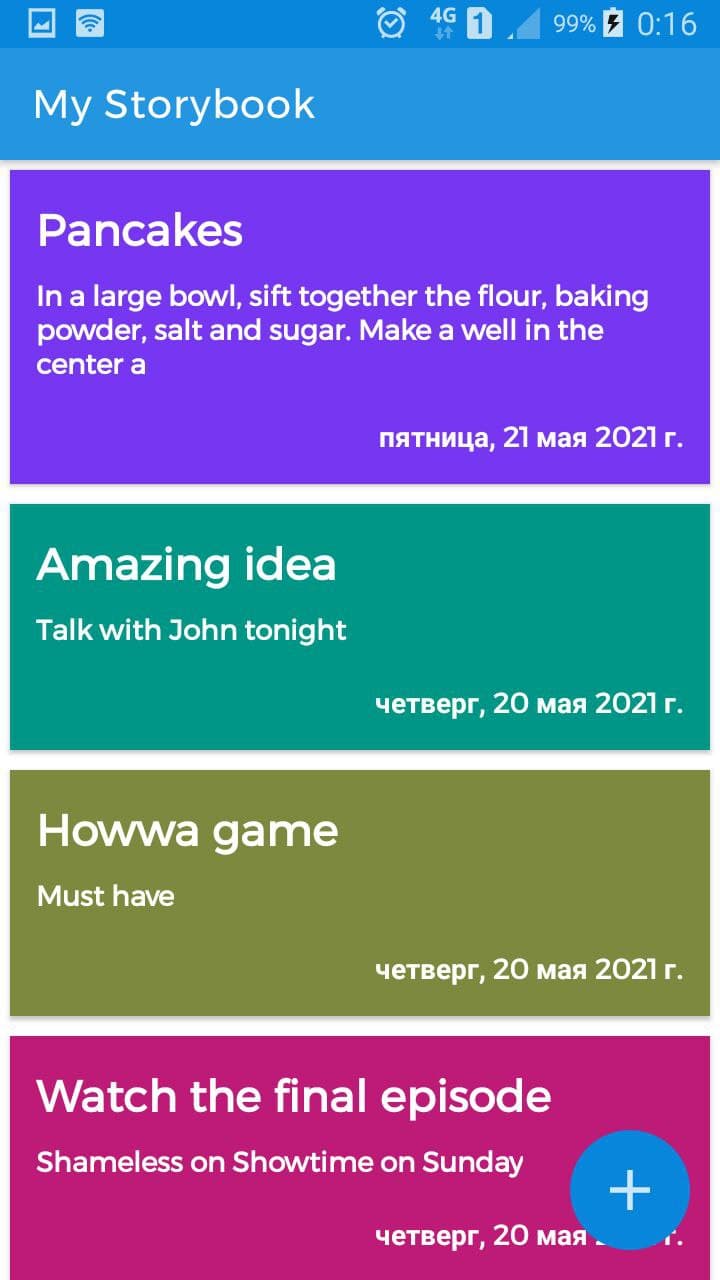 4G 1 99% 0:16
My Storybook
Pancakes
In a large bowl, sift together the flour, baking
powder, salt and sugar. Make a well in the
center a
пятница, 21 мая 2021 г.
Amazing idea
Talk with John tonight
четверг, 20 мая 2021 г.
Howwa game
Must have
четверг, 20 мая 2021 г.
Watch the final episode
Shameless on Showtime on Sunday
четверг, 20 мая г.